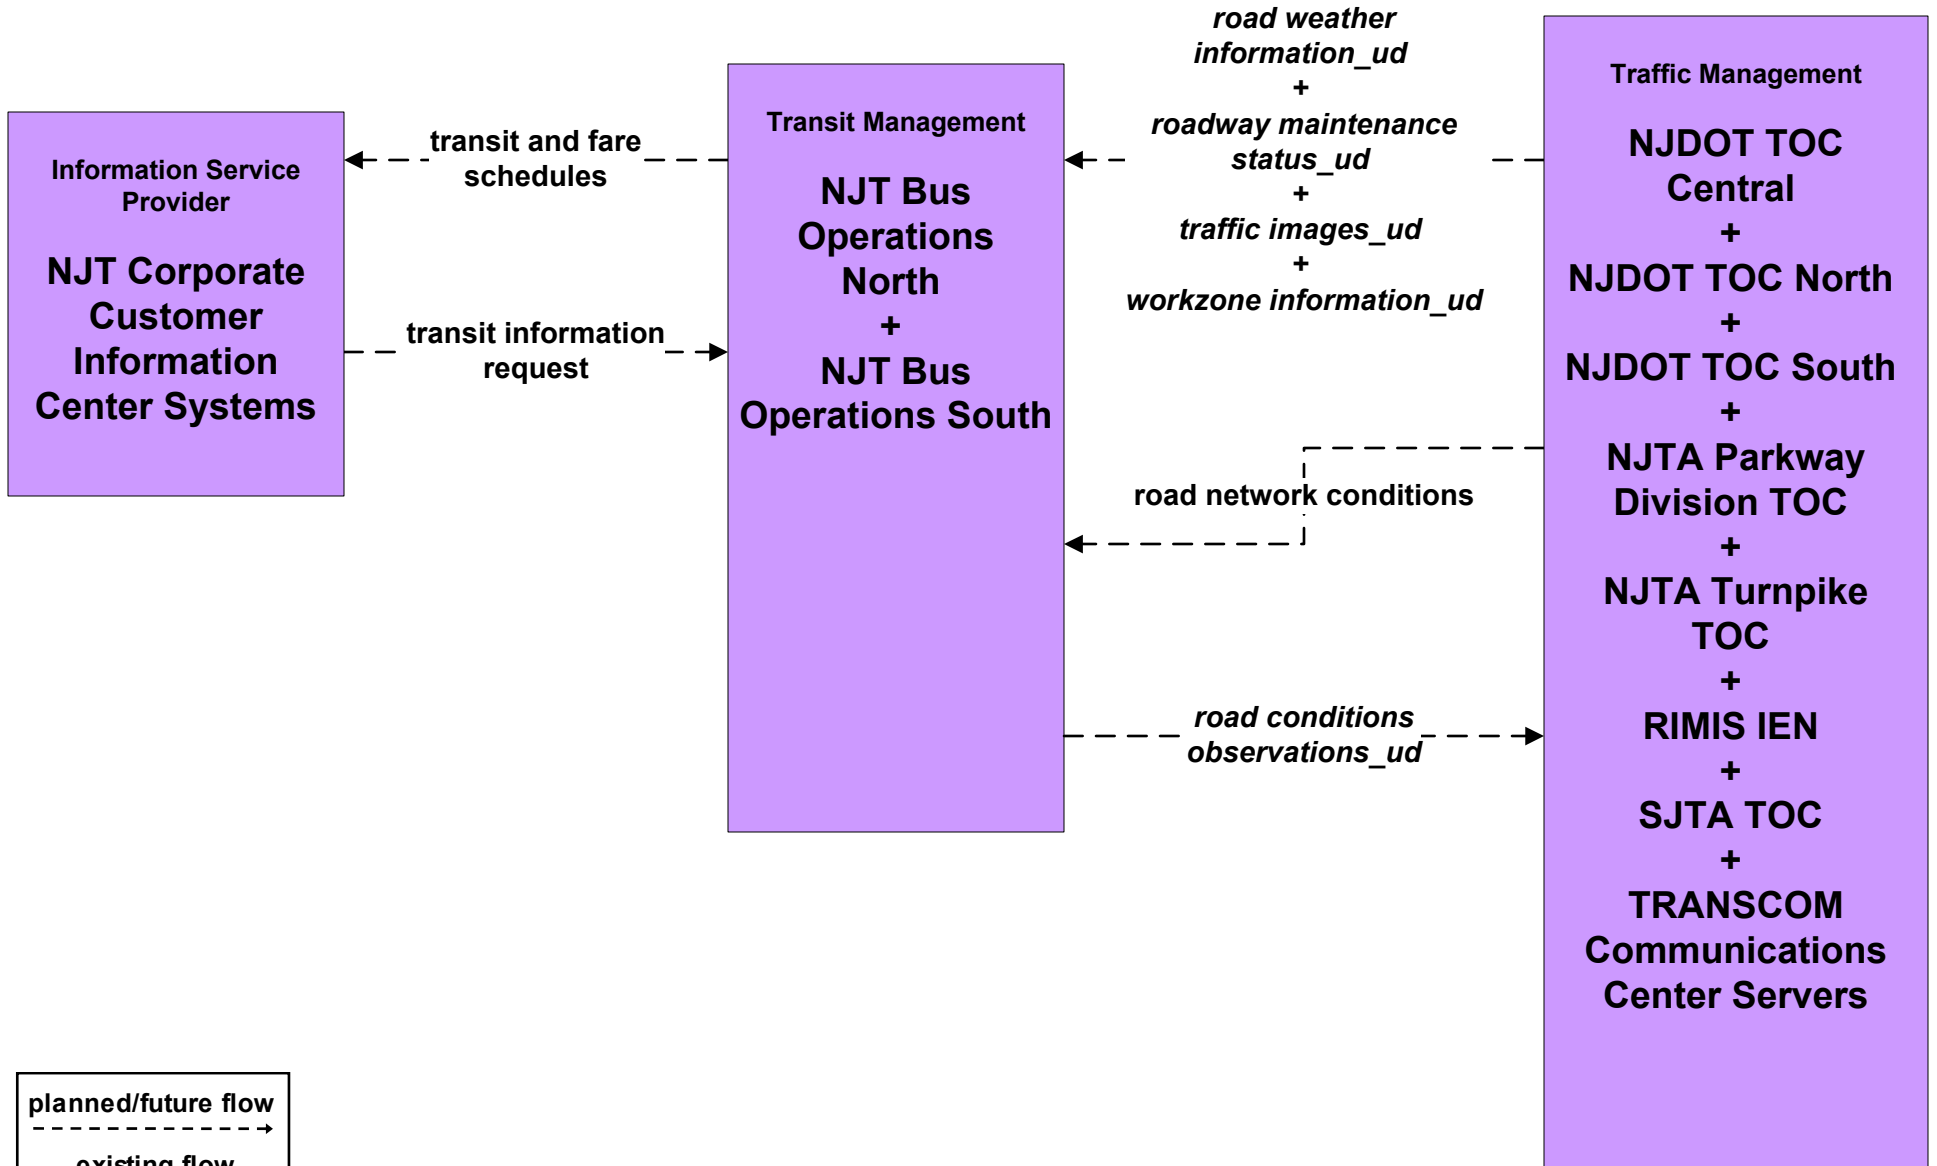 Information Service
Provider
NJT Corporate
Customer
Information
Center Systems
transit and fare
schedules
transit information
request
Transit Management
NJT Bus
Operations
North
+
NJT Bus
Operations South
road weather
information_ud
+
roadway maintenance
status_ud
+
traffic images_ud
+
workzone information_ud
road network conditions
road conditions
observations_ud
Traffic Management
NJDOT TOC
Central
+
NJDOT TOC North
+
NJDOT TOC South
+
NJTA Parkway
Division TOC
+
NJTA Turnpike
TOC
+
RIMIS IEN
+
SJTA TOC
+
TRANSCOM
Communications
Center Servers
planned/future flow
existing flow